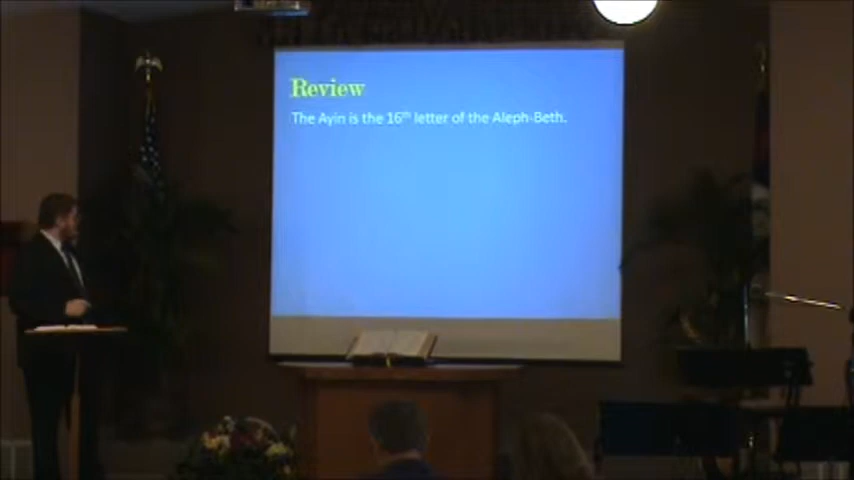 Review
The Ayin is the 16th letter of the Aleph-Beth.